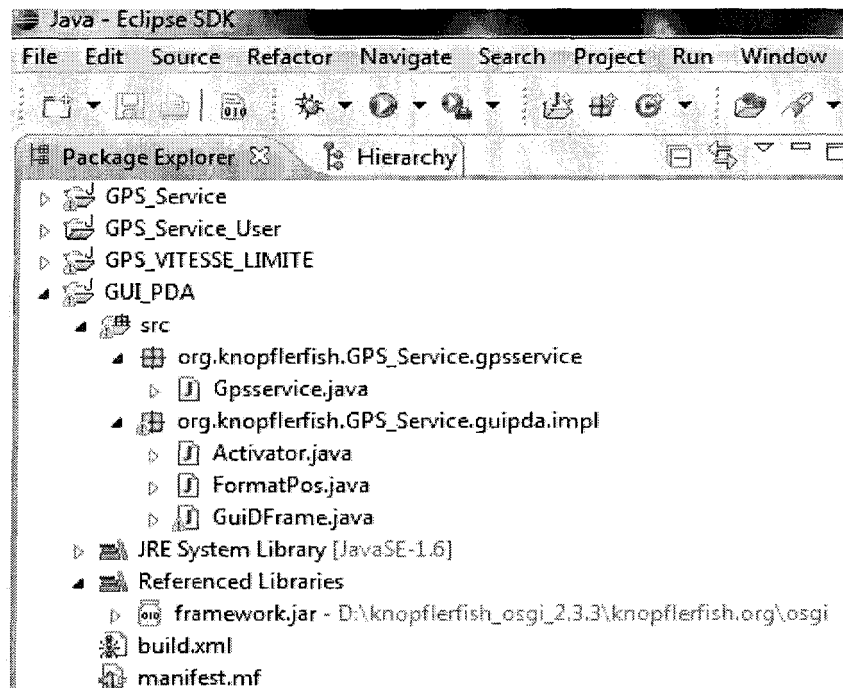 Java - Eclipse SDK
File Edit Source Refactor Navigate Search Project Run Window
Package Explorer Hierarchy
GPS_Service
GPS_Service_User
GPS_VITESSE_LIMITE
GUI_PDA
src
org.knopflerfish.GPS_Service.gpsservice
Gpsservice.java
org.knopflerfish.GPS_Service.guipda.impl
Activator.java
FormatPos.java
GuiDFrame.java
JRE System Library [JavaSE-1.6]
Referenced Libraries
framework.jar - D:\knopflerfish_osgi_2.3.3\knopflerfish.org\osgi
build.xml
manifest.mf